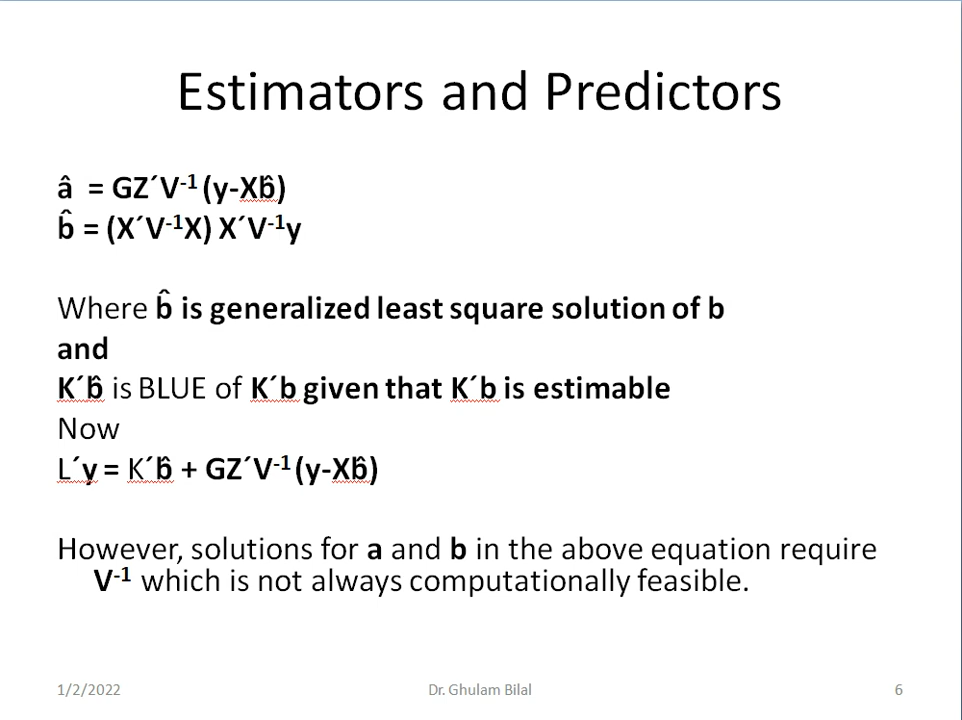 Estimators and Predictors
â = GZ´V⁻¹ (y-Xb̂)
b̂ = (X´V⁻¹X) X´V⁻¹y
Where b̂ is generalized least square solution of b
and
K´b̂ is BLUE of K´b given that K´b is estimable
Now
L´y = K´b̂ + GZ´V⁻¹ (y-Xb̂)
However, solutions for a and b in the above equation require
V⁻¹ which is not always computationally feasible.
1/2/2022 Dr. Ghulam Bilal 6